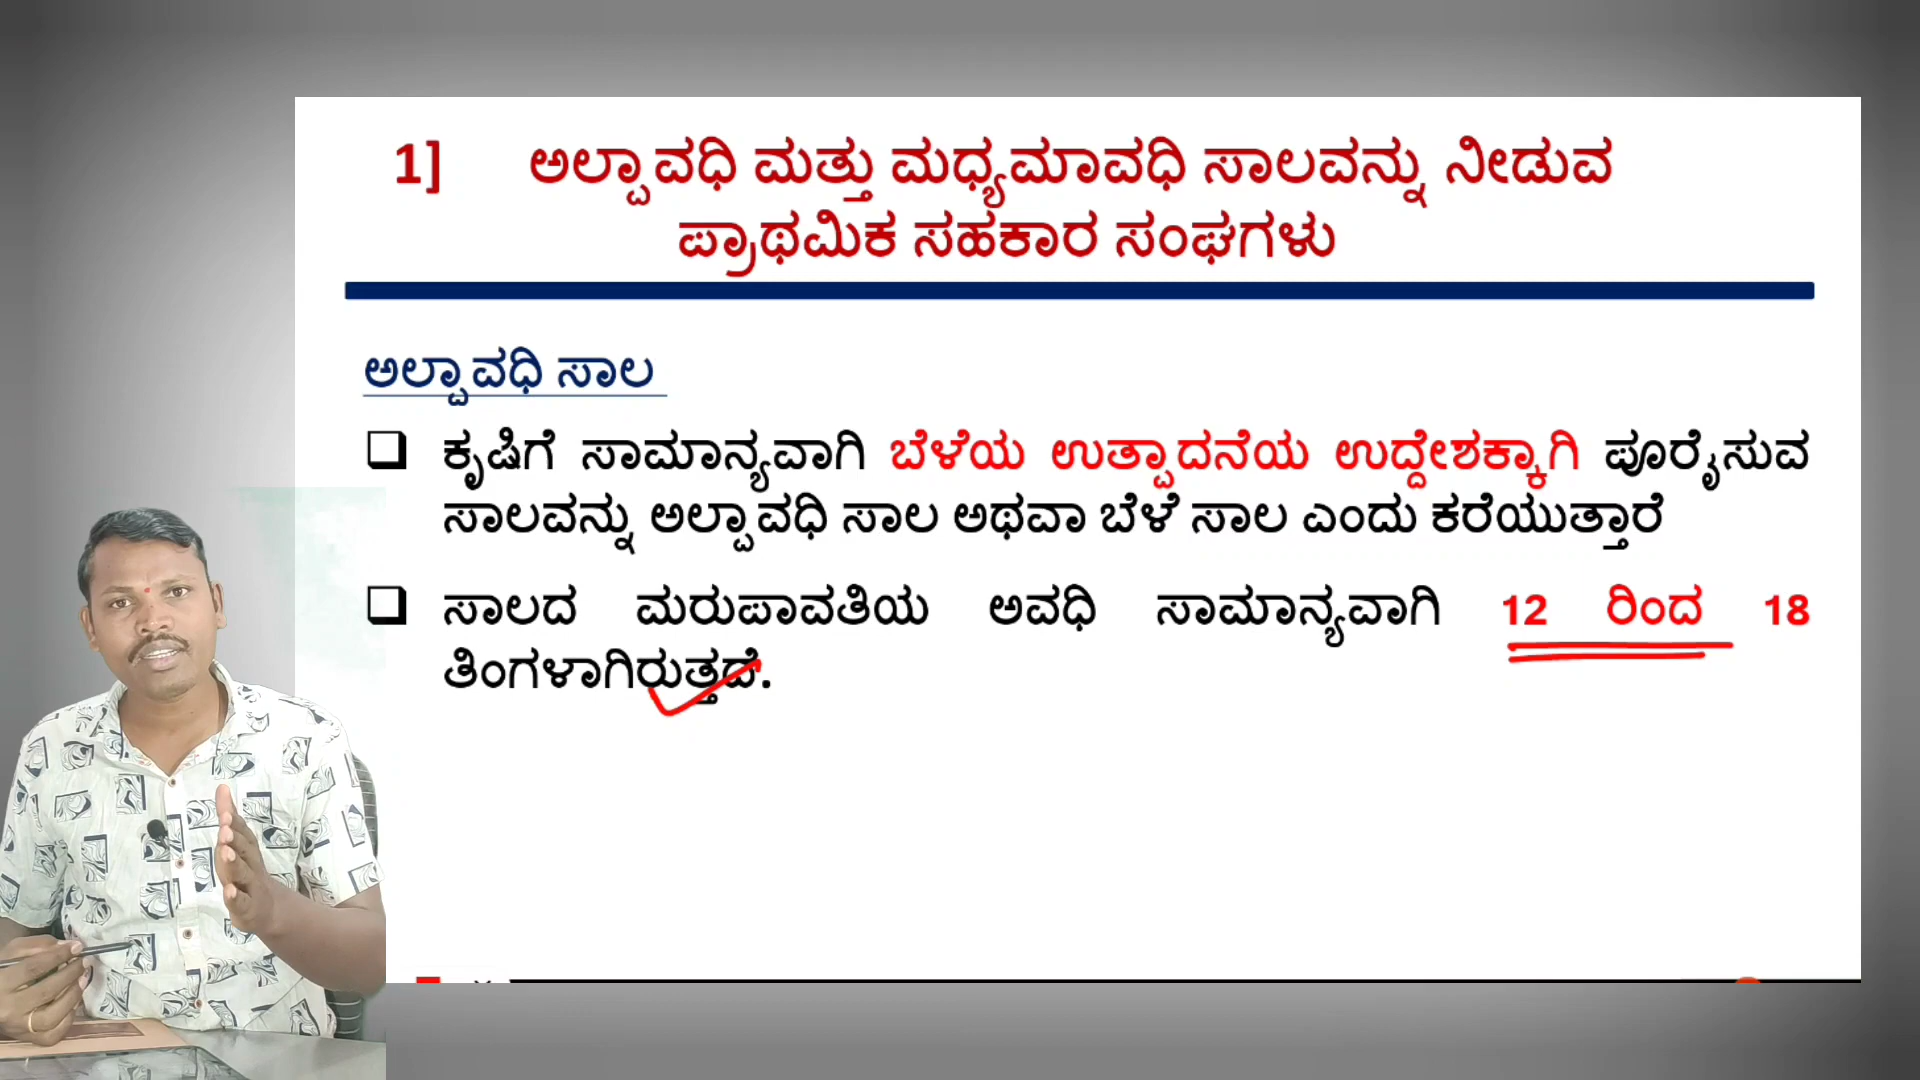 1] ಅಲ್ಪಾವಧಿ ಮತ್ತು ಮಧ್ಯಮಾವಧಿ ಸಾಲವನ್ನು ನೀಡುವ
ಪ್ರಾಥಮಿಕ ಸಹಕಾರ ಸಂಘಗಳು
ಅಲ್ಪಾವಧಿ ಸಾಲ
ಕೃಷಿಗೆ ಸಾಮಾನ್ಯವಾಗಿ ಬೆಳೆಯ ಉತ್ಪಾದನೆಯ ಉದ್ದೇಶಕ್ಕಾಗಿ ಪೂರೈಸುವ
ಸಾಲವನ್ನು ಅಲ್ಪಾವಧಿ ಸಾಲ ಅಥವಾ ಬೆಳೆ ಸಾಲ ಎಂದು ಕರೆಯುತ್ತಾರೆ
ಸಾಲದ ಮರುಪಾವತಿಯ ಅವಧಿ ಸಾಮಾನ್ಯವಾಗಿ 12 ರಿಂದ 18
ತಿಂಗಳಾಗಿರುತ್ತದೆ.